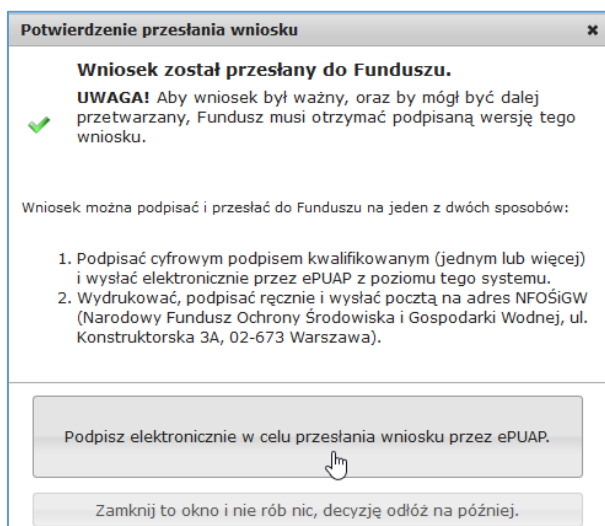 Potwierdzenie przesłania wniosku
Wniosek został przesłany do Funduszu.
UWAGA! Aby wniosek był ważny, oraz by mógł być dalej
przetwarzany, Fundusz musi otrzymać podpisaną wersję tego
wniosku.
Wniosek można podpisać i przesłać do Funduszu na jeden z dwóch sposobów:
1. Podpisać cyfrowym podpisem kwalifikowanym (jednym lub więcej)
i wysłać elektronicznie przez ePUAP z poziomu tego systemu.
2. Wydrukować, podpisać ręcznie i wysłać pocztą na adres NFOŚiGW
(Narodowy Fundusz Ochrony Środowiska i Gospodarki Wodnej, ul.
Konstruktorska 3A, 02-673 Warszawa).
Podpisz elektronicznie w celu przesłania wniosku przez ePUAP.
Zamknij to okno i nie rób nic, decyzję odłóż na później.